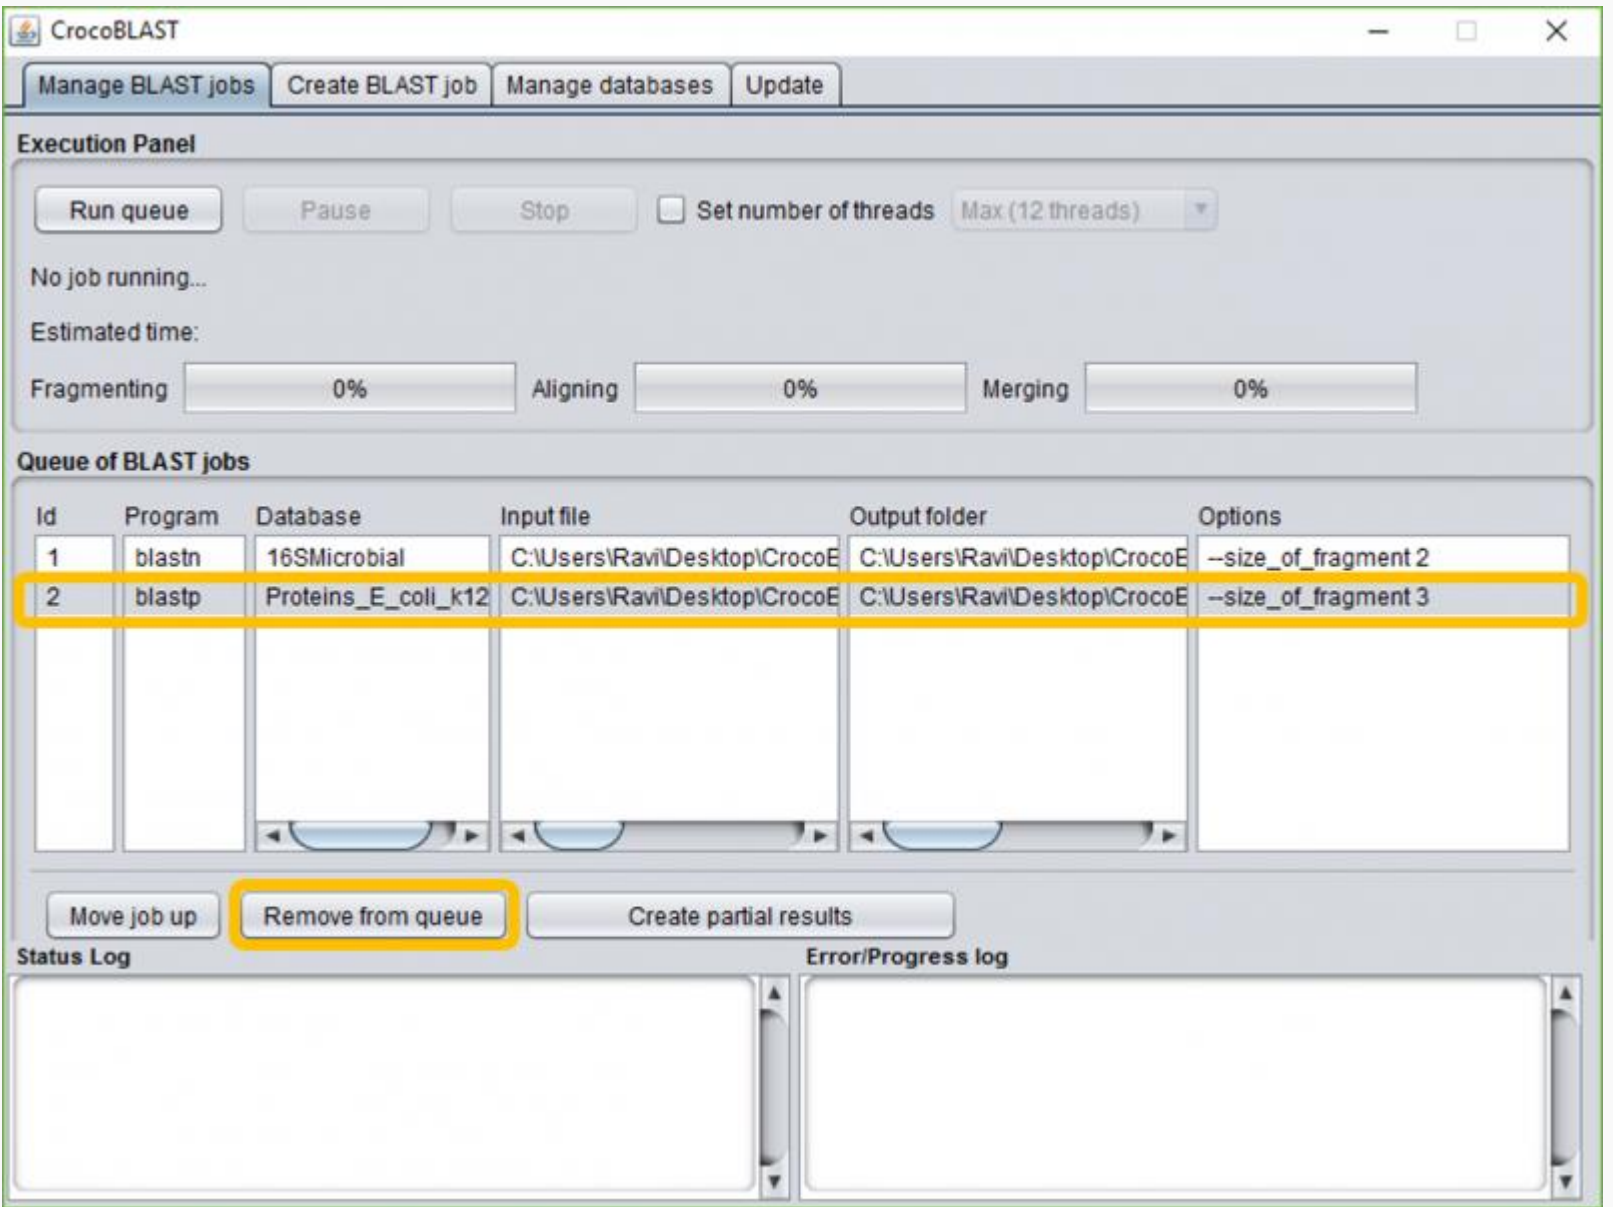 CrocoBLAST
Manage BLAST jobs Create BLAST job Manage databases Update
Execution Panel
Run queue Pause Stop Set number of threads Max (12 threads)
No job running...
Estimated time:
Fragmenting 0% Aligning 0% Merging 0%
Queue of BLAST jobs
Id Program Database Input file Output folder Options
1 blastn 16SMicrobial C:\Users\Ravi\Desktop\CrocoE C:\Users\Ravi\Desktop\CrocoE --size_of_fragment 2
2 blastp Proteins_E_coli_k12 C:\Users\Ravi\Desktop\CrocoE C:\Users\Ravi\Desktop\CrocoE --size_of_fragment 3
Move job up Remove from queue Create partial results
Status Log Error/Progress log